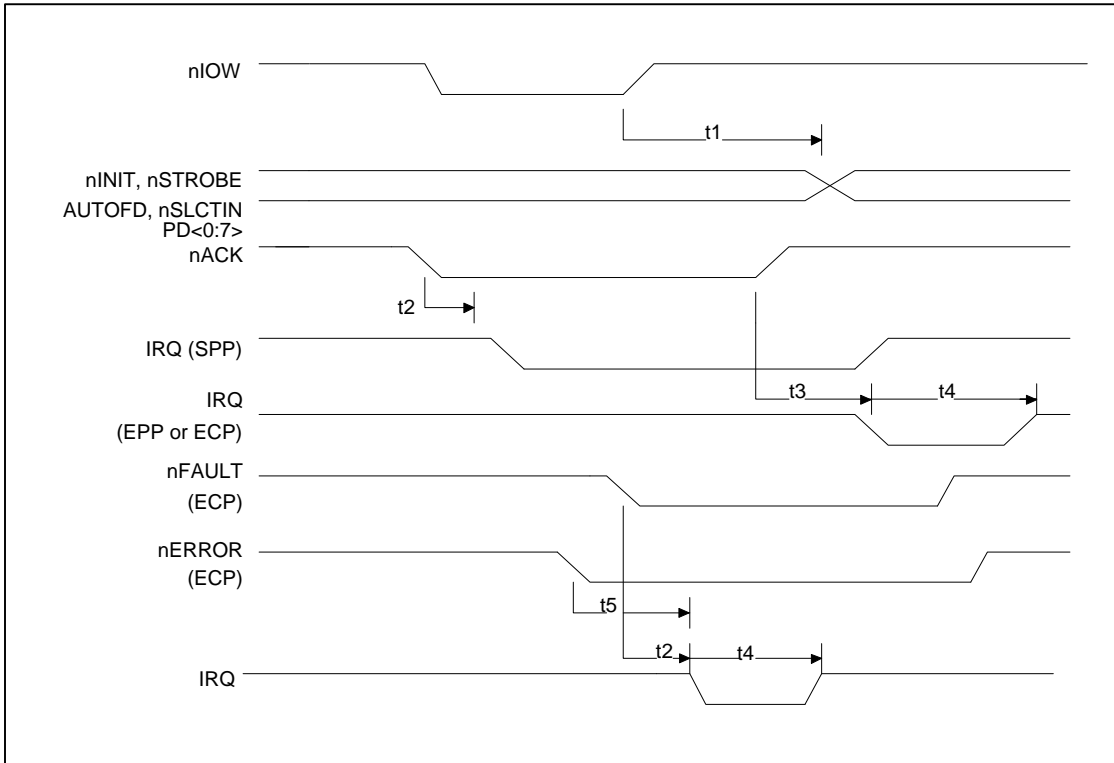 nIOW
t1
nINIT, nSTROBE
AUTOFD, nSLCTIN
PD<0:7>
nACK
t2
IRQ (SPP)
t3
t4
IRQ
(EPP or ECP)
nFAULT
(ECP)
nERROR
(ECP)
t5
t2
t4
IRQ